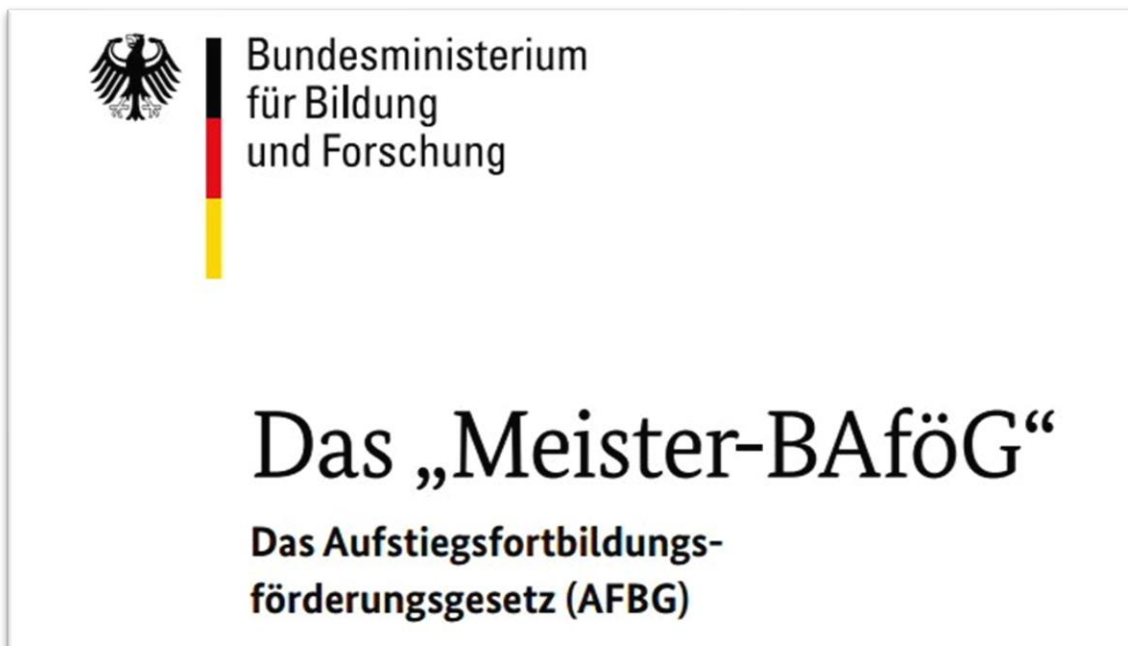 Bundesministerium
für Bildung
und Forschung
Das „Meister-BAföG“
Das Aufstiegsfortbildungs-
förderungsgesetz (AFBG)